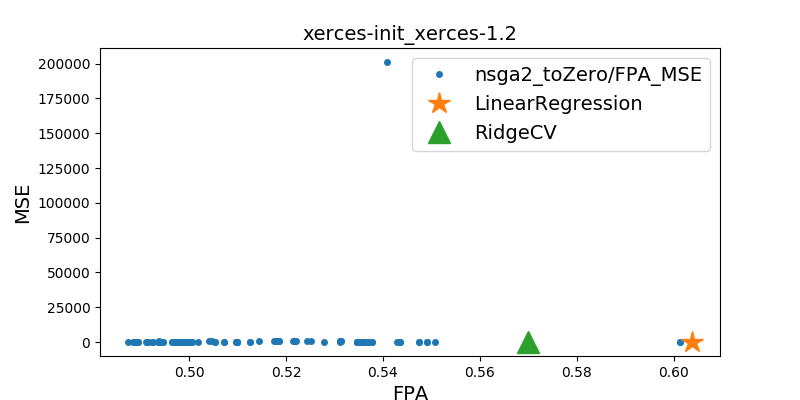 xerces-init_xerces-1.2
nsga2_toZero/FPA_MSE
LinearRegression
RidgeCV
MSE
200000
175000
150000
125000
100000
75000
50000
25000
0
0.50 0.52 0.54 0.56 0.58 0.60
FPA